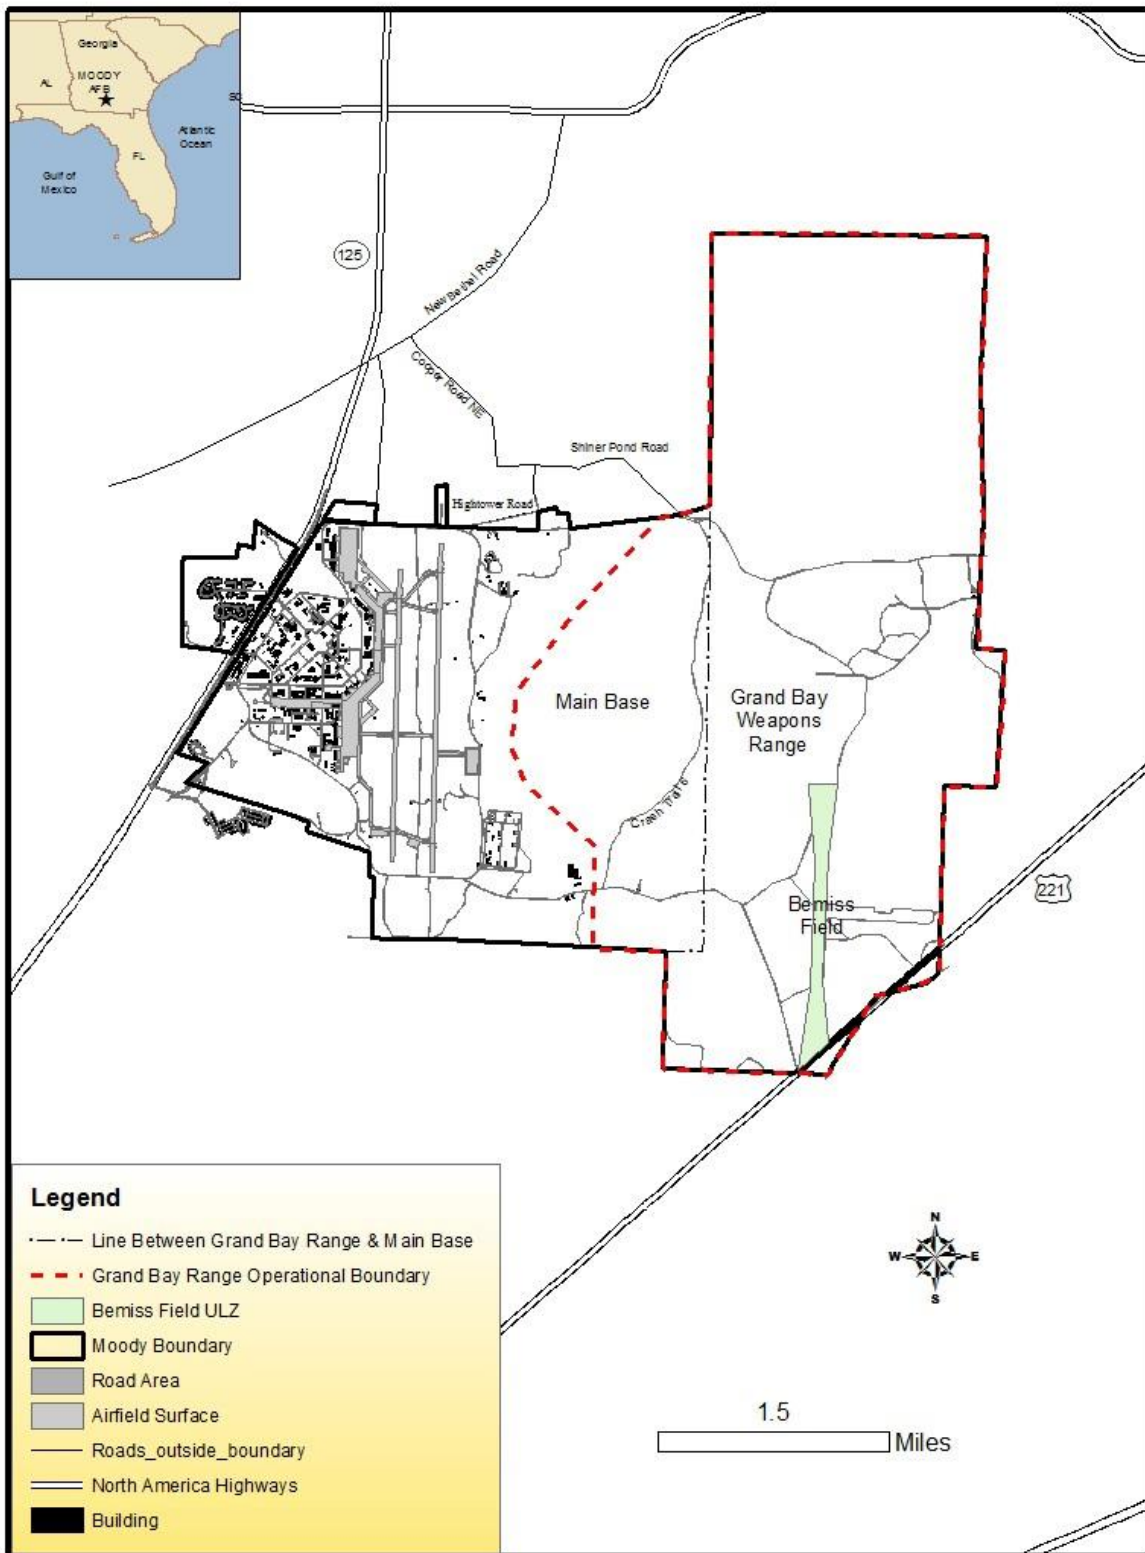 Georgia
MOODY
AFB
AL
SC
Atlantic
Ocean
FL
Gulf of
Mexico
125
New Bethel Road
Cooper Road NE
Shiner Pond Road
Hightower Road
Main Base
Grand Bay
Weapons
Range
Crash Trail 6
Bemiss
Field
221
Legend
Line Between Grand Bay Range & Main Base
Grand Bay Range Operational Boundary
Bemiss Field ULZ
Moody Boundary
Road Area
Airfield Surface
Roads_outside_boundary
North America Highways
Building
N
W
E
S
1.5
Miles